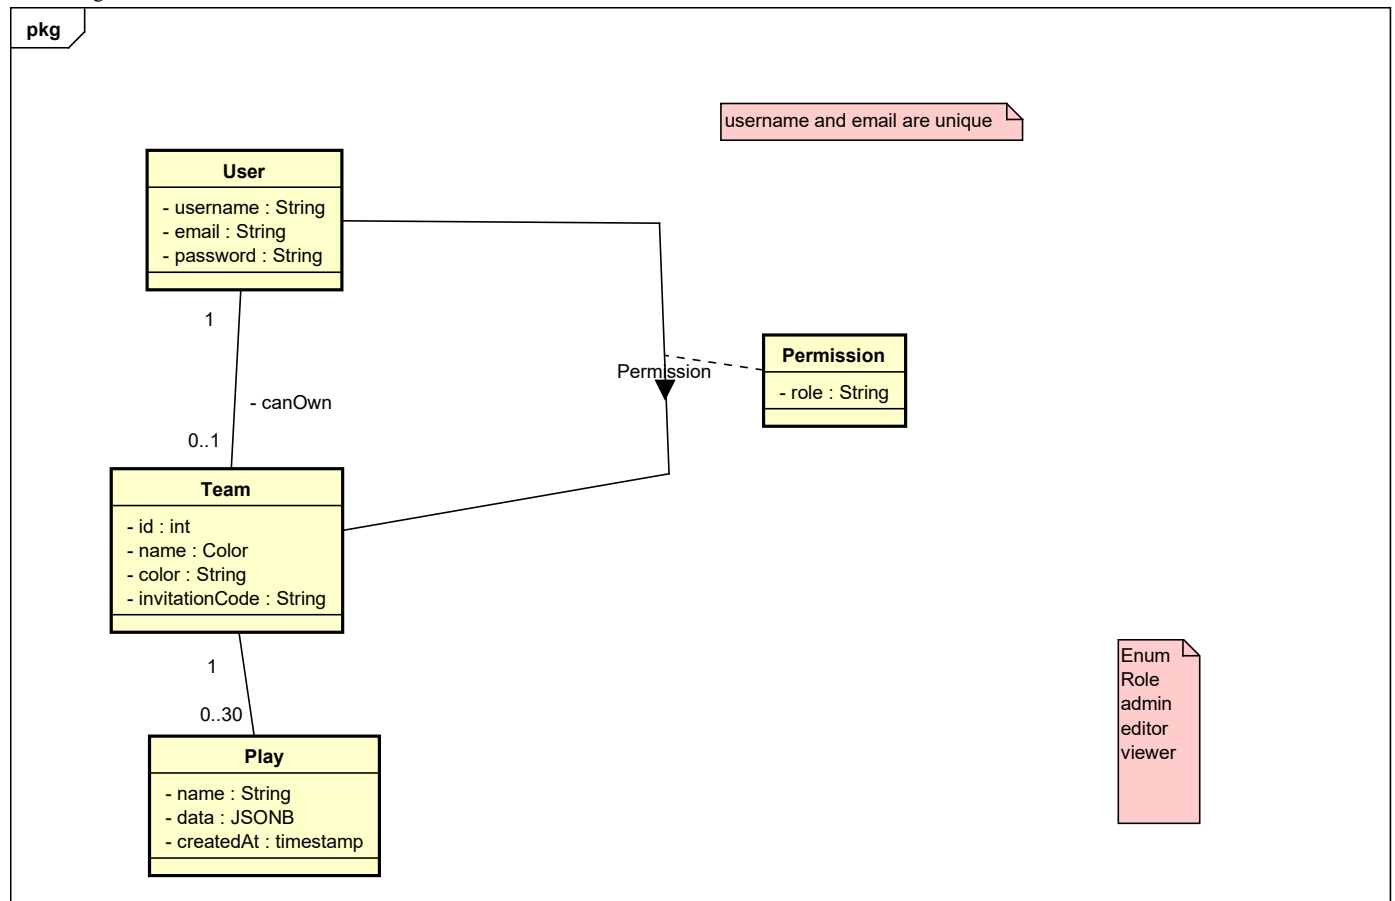 pkg
username and email are unique
User
- username : String
- email : String
- password : String
1
- canOwn
0..1
Permission
Permission
- role : String
Team
- id : int
- name : Color
- color : String
- invitationCode : String
1
0..30
Play
- name : String
- data : JSONB
- createdAt : timestamp
Enum
Role
admin
editor
viewer